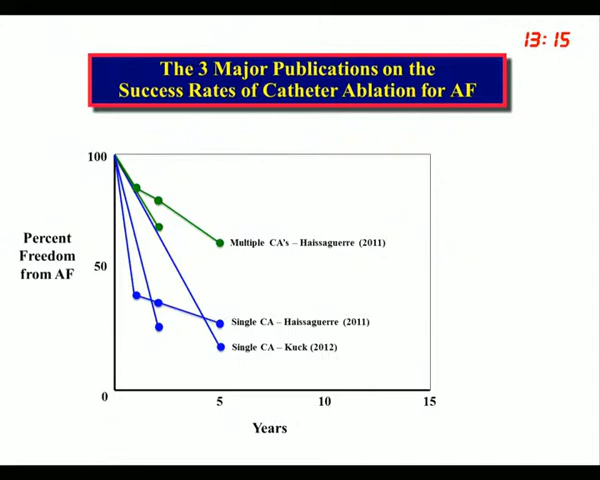 13:15
The 3 Major Publications on the
Success Rates of Catheter Ablation for AF
100
Percent
Freedom
from AF
50
0
Multiple CA's – Haissaguerre (2011)
Single CA – Haissaguerre (2011)
Single CA – Kuck (2012)
5
10
15
Years